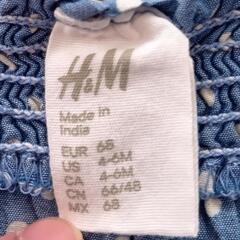 H&M
Made in
India
EUR 68
US 4-6M
CA 4-6M
CN 66/48
MX 68